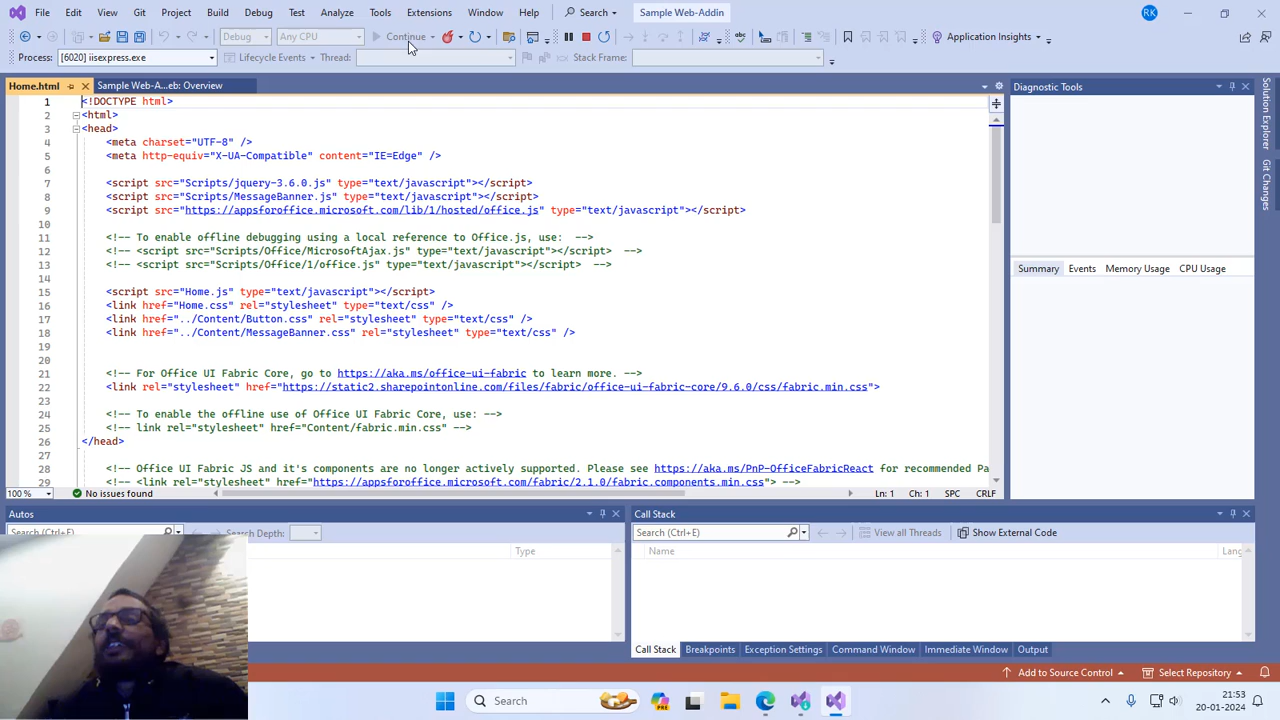 File Edit View Git Project Build Debug Test Analyze Tools Extensions Window Help Search Sample Web-Addin RK
Debug Any CPU Continue Application Insights
Process: [6020] iisexpress.exe Lifecycle Events Thread: Stack Frame:
Home.html Sample Web-A...eb: Overview Diagnostic Tools
1 <!DOCTYPE html>
2 <html>
3 <head>
4 <meta charset="UTF-8" />
5 <meta http-equiv="X-UA-Compatible" content="IE=Edge" />
6
7 <script src="Scripts/jquery-3.6.0.js" type="text/javascript"></script>
8 <script src="Scripts/MessageBanner.js" type="text/javascript"></script>
9 <script src="https://appsforoffice.microsoft.com/lib/1/hosted/office.js" type="text/javascript"></script>
10
11 <!-- To enable offline debugging using a local reference to Office.js, use: -->
12 <!-- <script src="Scripts/Office/MicrosoftAjax.js" type="text/javascript"></script> -->
13 <!-- <script src="Scripts/Office/1/office.js" type="text/javascript"></script> -->
14
15 <script src="Home.js" type="text/javascript"></script>
16 <link href="Home.css" rel="stylesheet" type="text/css" />
17 <link href="../Content/Button.css" rel="stylesheet" type="text/css" />
18 <link href="../Content/MessageBanner.css" rel="stylesheet" type="text/css" />
19
20
21 <!-- For Office UI Fabric Core, go to https://aka.ms/office-ui-fabric to learn more. -->
22 <link rel="stylesheet" href="https://static2.sharepointonline.com/files/fabric/office-ui-fabric-core/9.6.0/css/fabric.min.css">
23
24 <!-- To enable the offline use of Office UI Fabric Core, use: -->
25 <!-- link rel="stylesheet" href="Content/fabric.min.css" -->
26 </head>
27
28 <!-- Office UI Fabric JS and it's components are no longer actively supported. Please see https://aka.ms/PnP-OfficeFabricReact for recommended Pa
29 <!-- <link rel="stylesheet" href="https://appsforoffice.microsoft.com/fabric/2.1.0/fabric.components.min.css"> -->
Summary Events Memory Usage CPU Usage
Solution Explorer
Git Changes
100 % No issues found Ln: 1 Ch: 1 SPC CRLF
Autos Call Stack
Search (Ctrl+E) Search Depth: Search (Ctrl+E) View all Threads Show External Code
Type Name Lang
Call Stack Breakpoints Exception Settings Command Window Immediate Window Output
Add to Source Control Select Repository
Search 21:53
20-01-2024